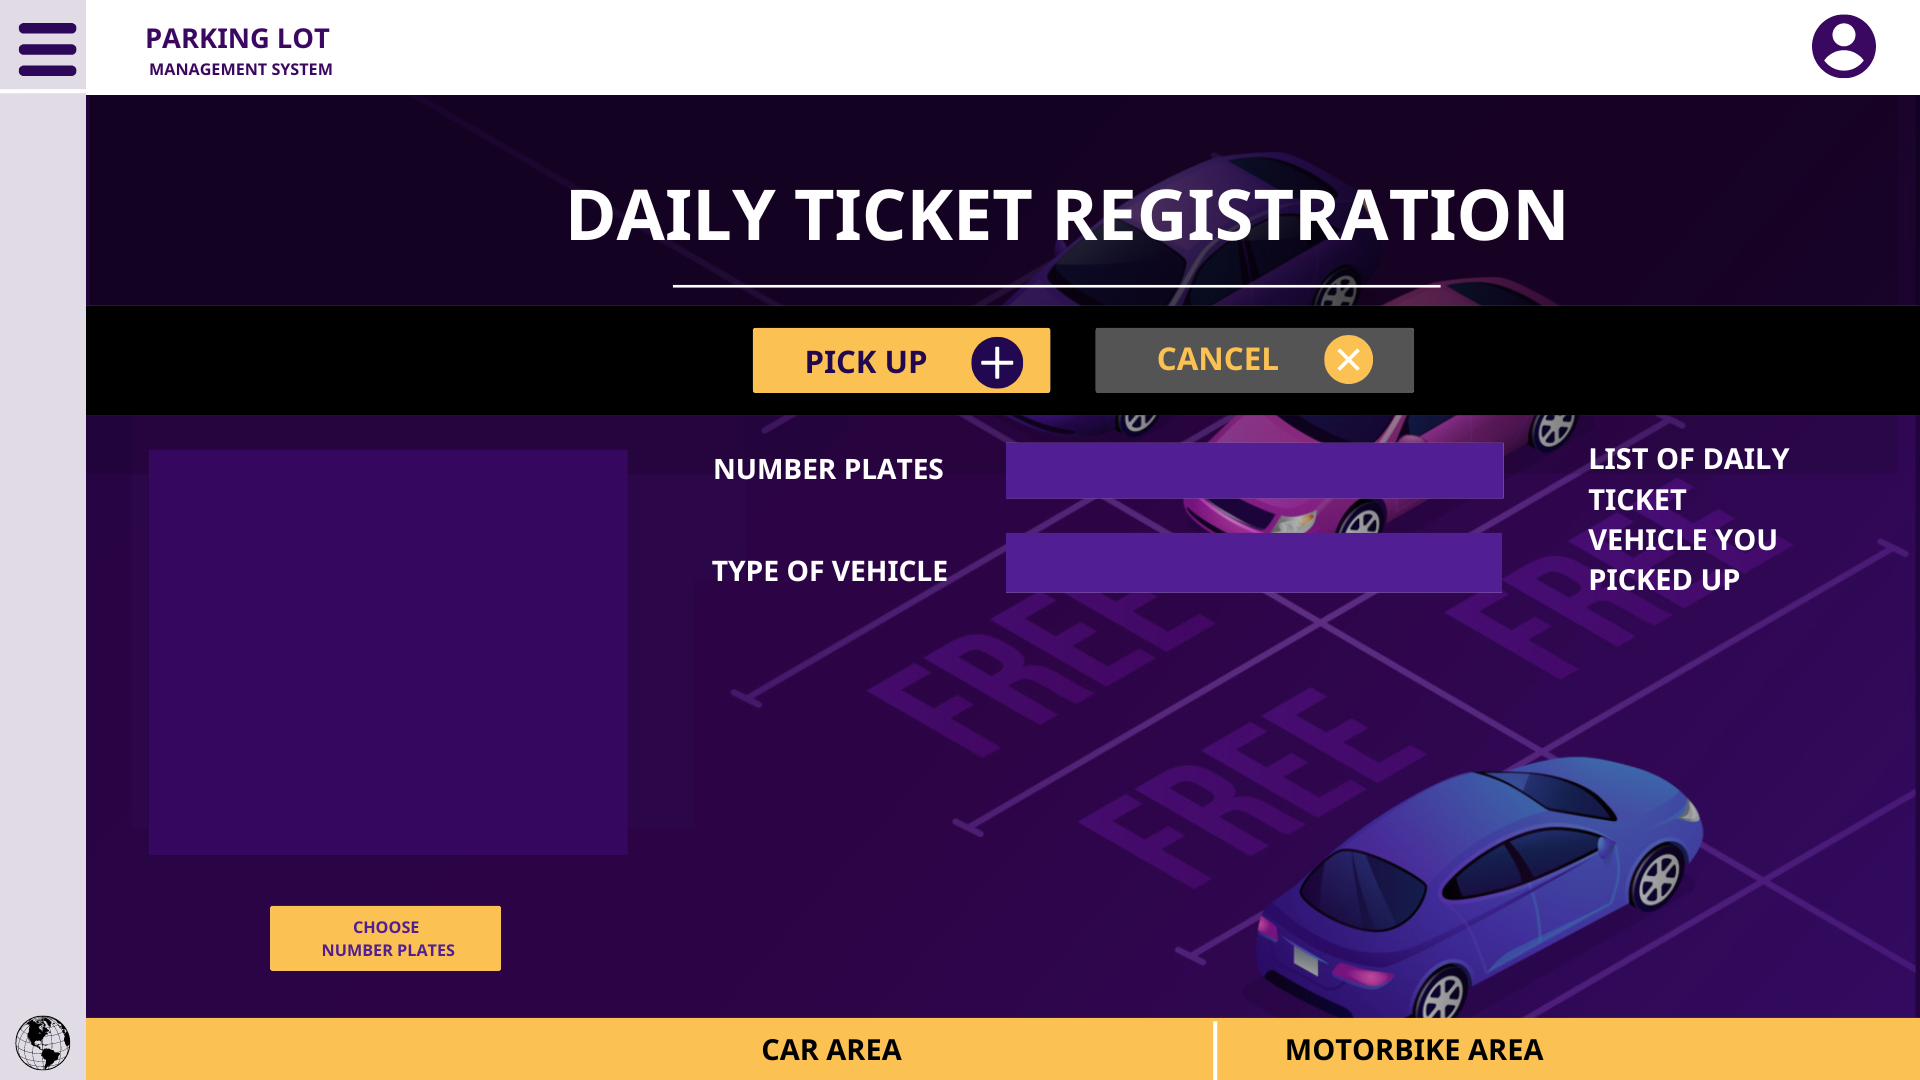 PARKING LOT
MANAGEMENT SYSTEM
DAILY TICKET REGISTRATION
PICK UP
CANCEL
NUMBER PLATES
TYPE OF VEHICLE
LIST OF DAILY
TICKET
VEHICLE YOU
PICKED UP
FREE
FREE
FREE
CHOOSE
NUMBER PLATES
CAR AREA
MOTORBIKE AREA